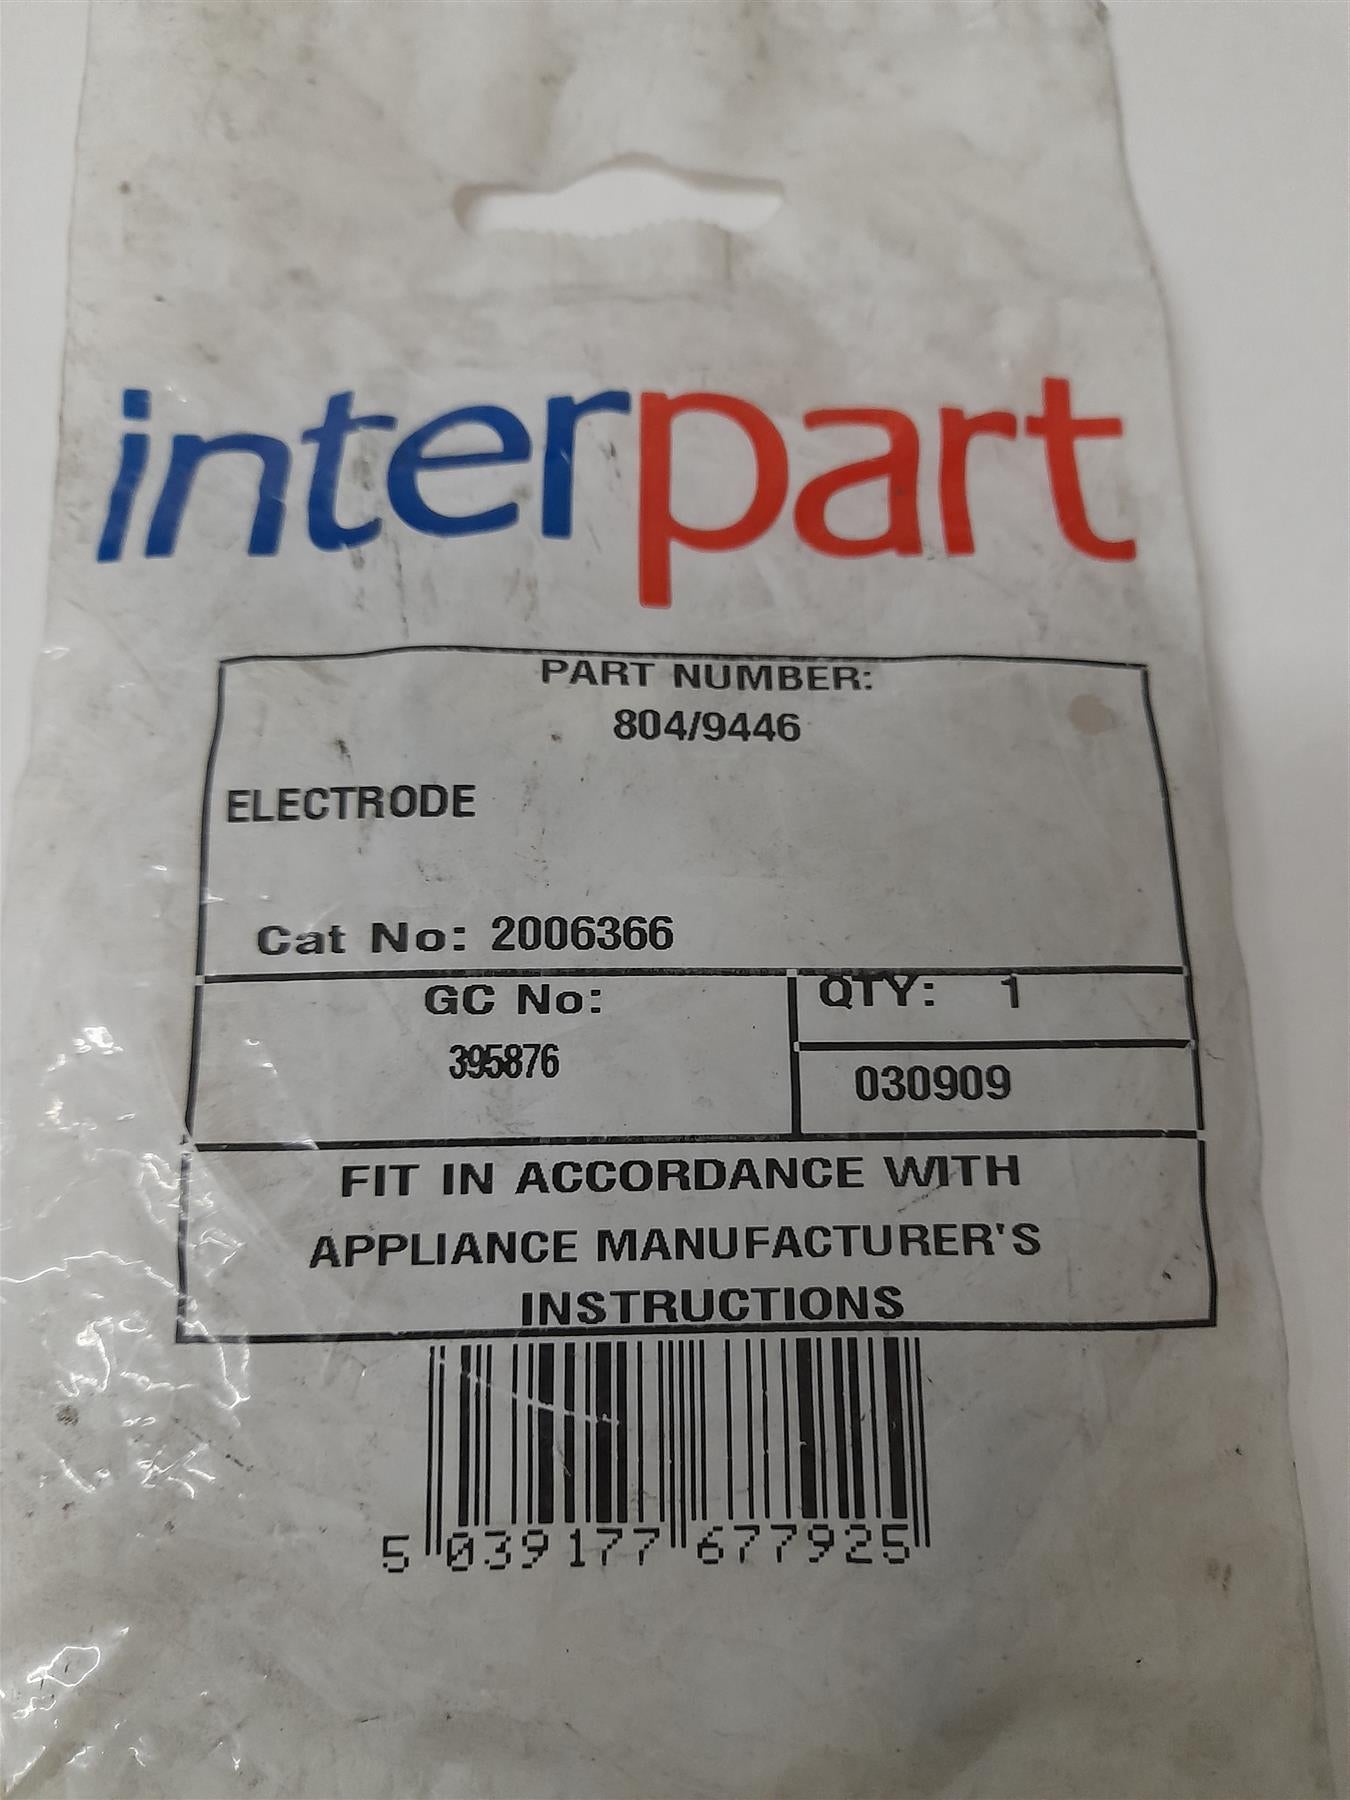 interpart
PART NUMBER:
804/9446
ELECTRODE
Cat No: 2006366
GC No:
395876
QTY: 1
030909
FIT IN ACCORDANCE WITH
APPLIANCE MANUFACTURER'S
INSTRUCTIONS
5 039177 677925